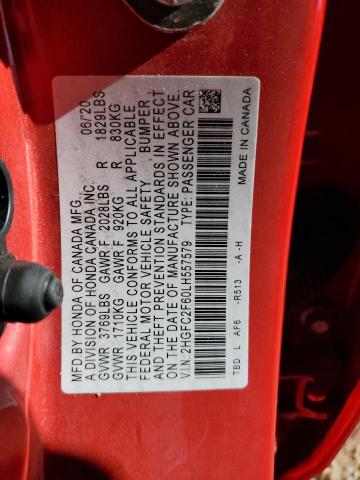 MFD BY HONDA OF CANADA MFG. 06/'20
A DIVISION OF HONDA CANADA INC.
GVWR 3769LBS GAWR F 2028LBS R 1829LBS
GVWR 1710KG GAWR F 920KG R 830KG
THIS VEHICLE CONFORMS TO ALL APPLICABLE
FEDERAL MOTOR VEHICLE SAFETY, BUMPER
AND THEFT PREVENTION STANDARDS IN EFFECT
ON THE DATE OF MANUFACTURE SHOWN ABOVE.
V.I.N. 2HGFC2F60LH557579 TYPE: PASSENGER CAR
TBD L AF6 -R513 -A-H MADE IN CANADA